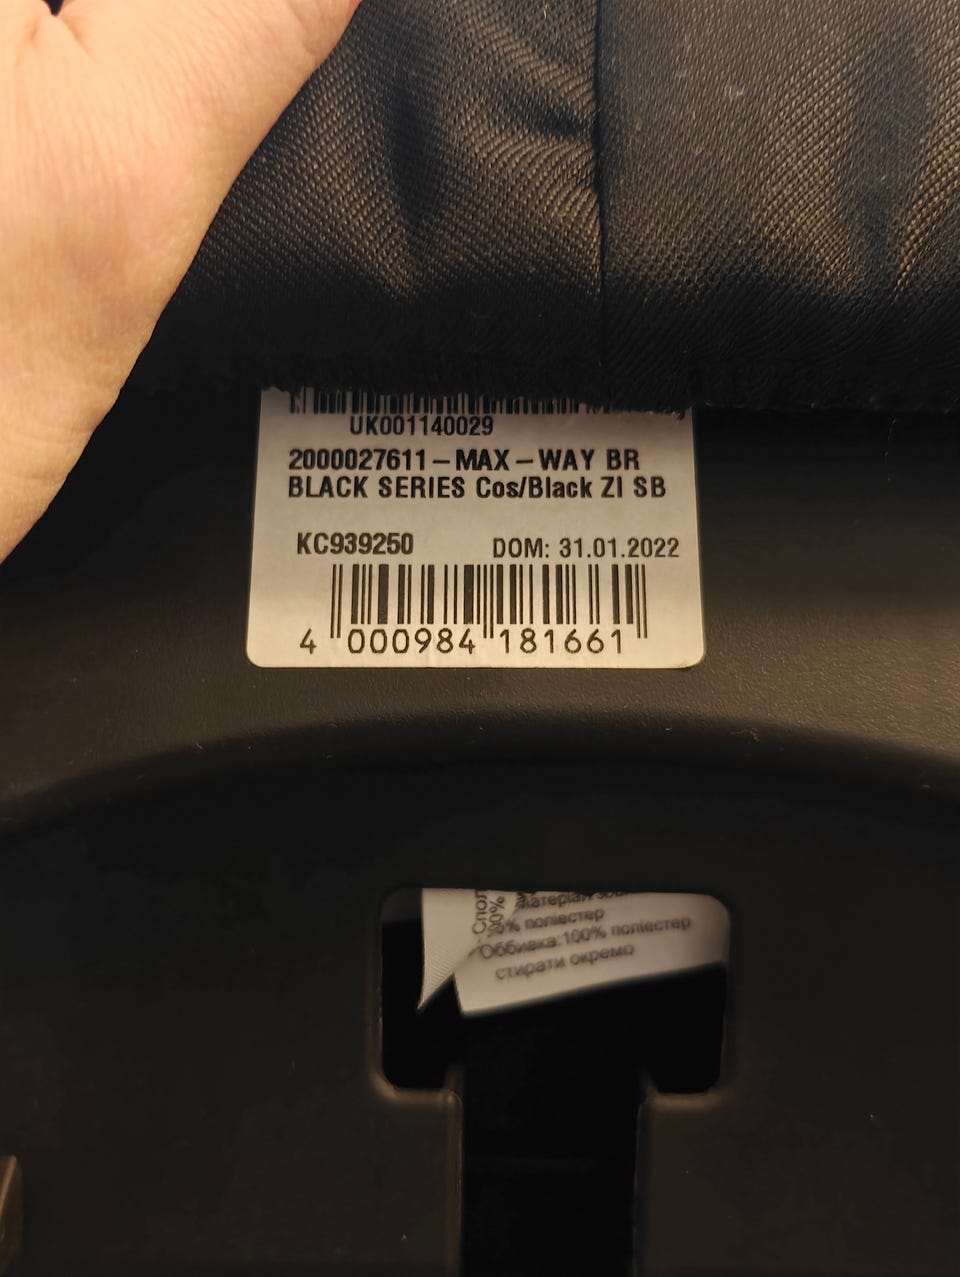 UK001140029
2000027611-MAX-WAY BR
BLACK SERIES Cos/Black ZI SB
KC939250 DOM: 31.01.2022
4 000984 181661
100%
% поліестер
Оббивка:100% поліестер
стирати окремо